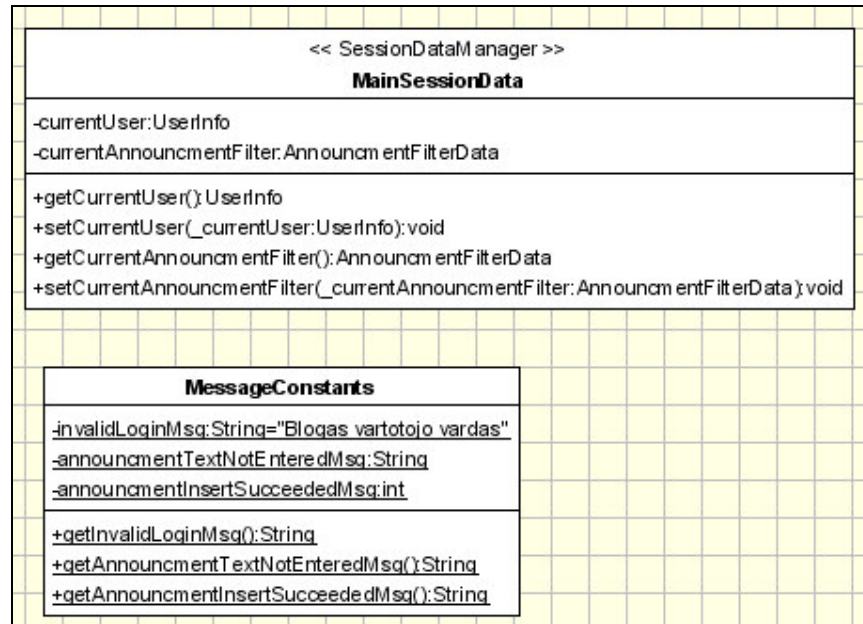 << SessionDataManager >>
MainSessionData
-currentUser:UserInfo
-currentAnnouncmentFilter:AnnouncmentFilterData
+getCurrentUser():UserInfo
+setCurrentUser(_currentUser:UserInfo):void
+getCurrentAnnouncmentFilter():AnnouncmentFilterData
+setCurrentAnnouncmentFilter(_currentAnnouncmentFilter:AnnouncmentFilterData):void
MessageConstants
-invalidLoginMsg:String="Blogas vartotojo vardas"
-announcmentTextNotEnteredMsg:String
-announcmentInsertSucceededMsg:int
+getInvalidLoginMsg():String
+getAnnouncmentTextNotEnteredMsg():String
+getAnnouncmentInsertSucceededMsg():String